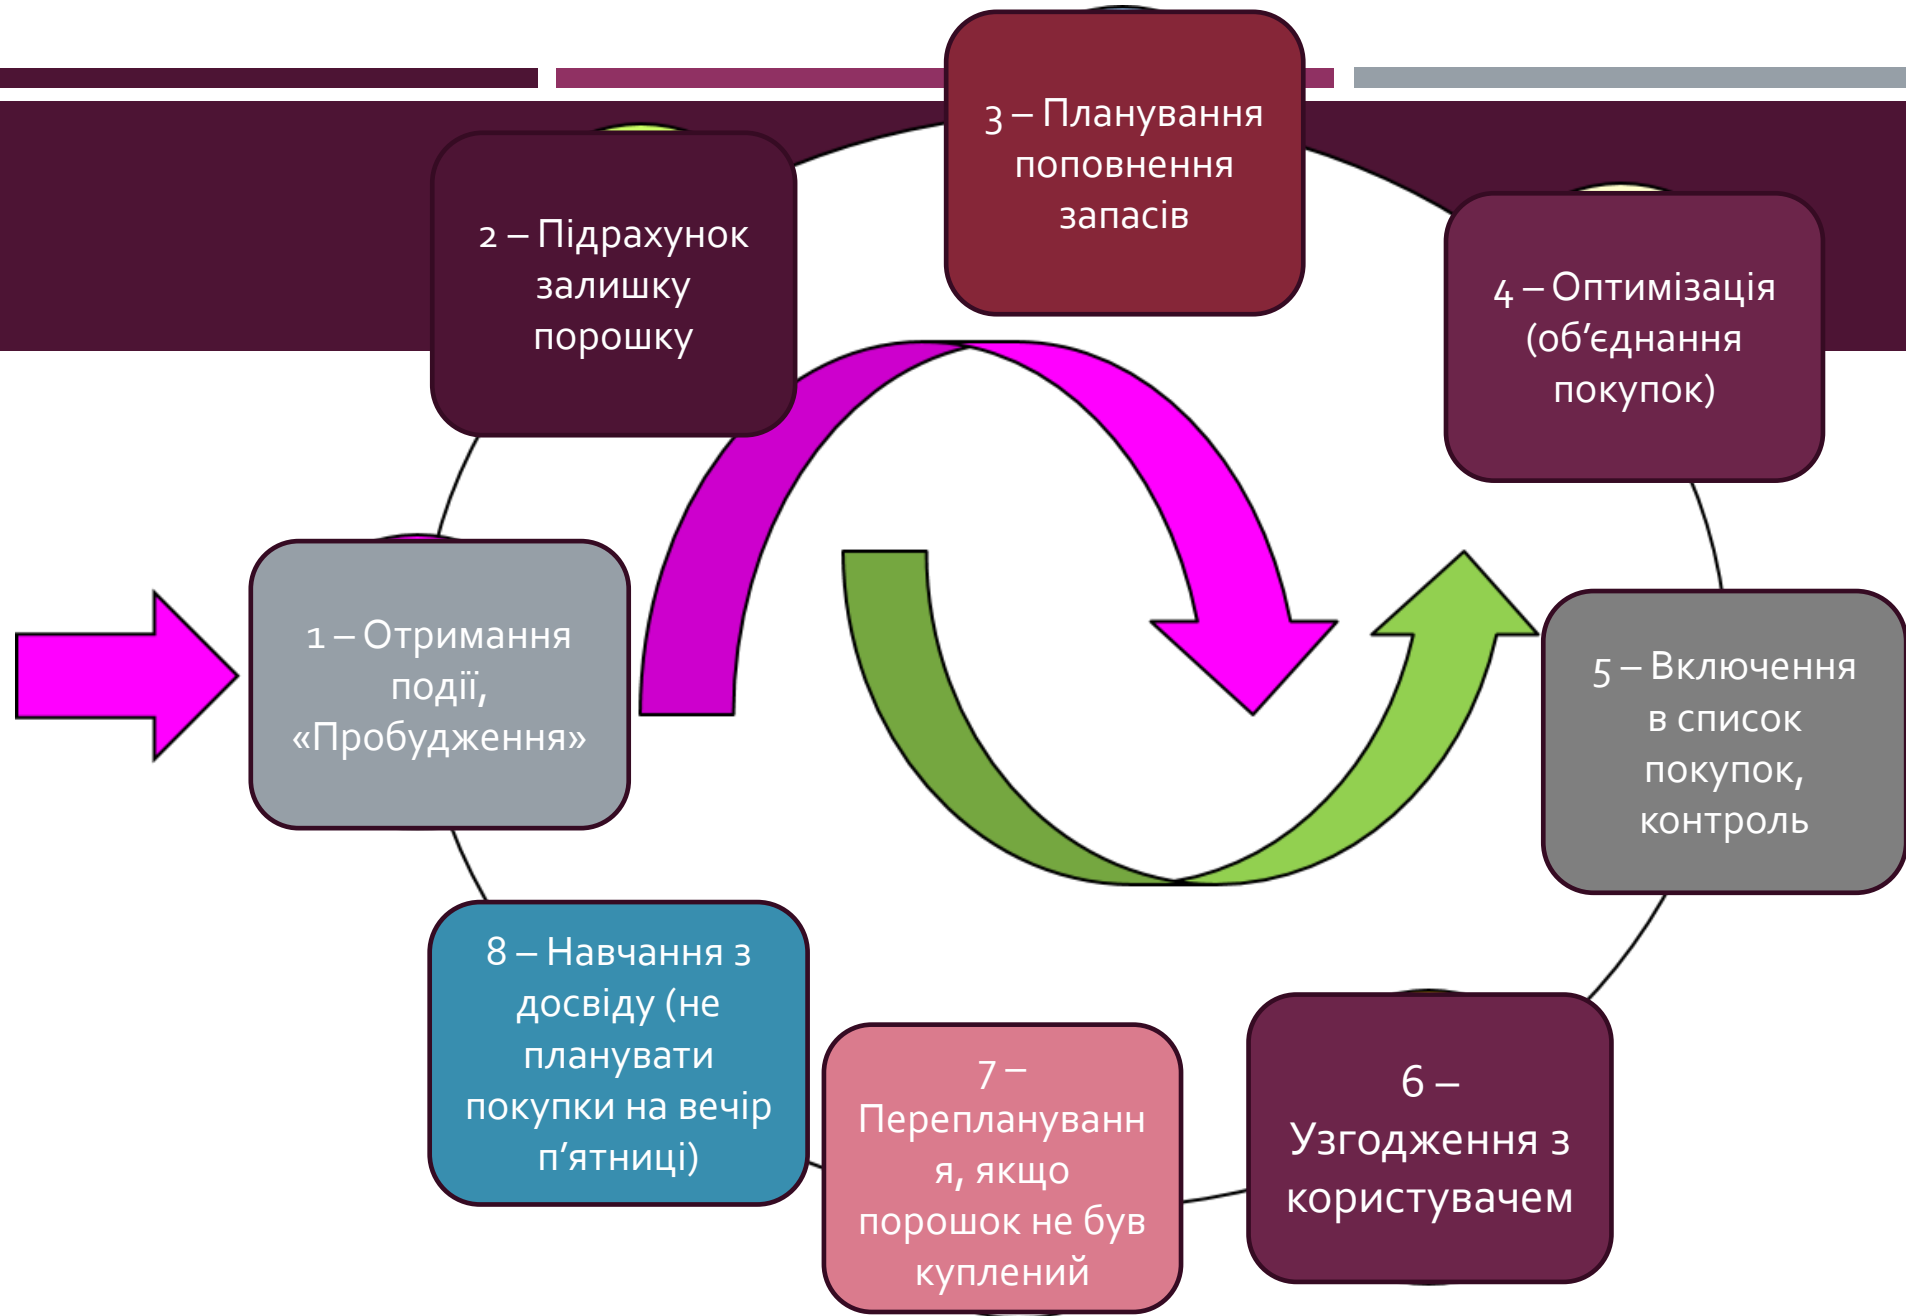 1 – Отримання
події,
«Пробудження»
2 – Підрахунок
залишку
порошку
3 – Планування
поповнення
запасів
4 – Оптимізація
(об’єднання
покупок)
5 – Включення
в список
покупок,
контроль
6 –
Узгодження з
користувачем
7 –
Переплануванн
я, якщо
порошок не був
куплений
8 – Навчання з
досвіду (не
планувати
покупки на вечір
п’ятниці)